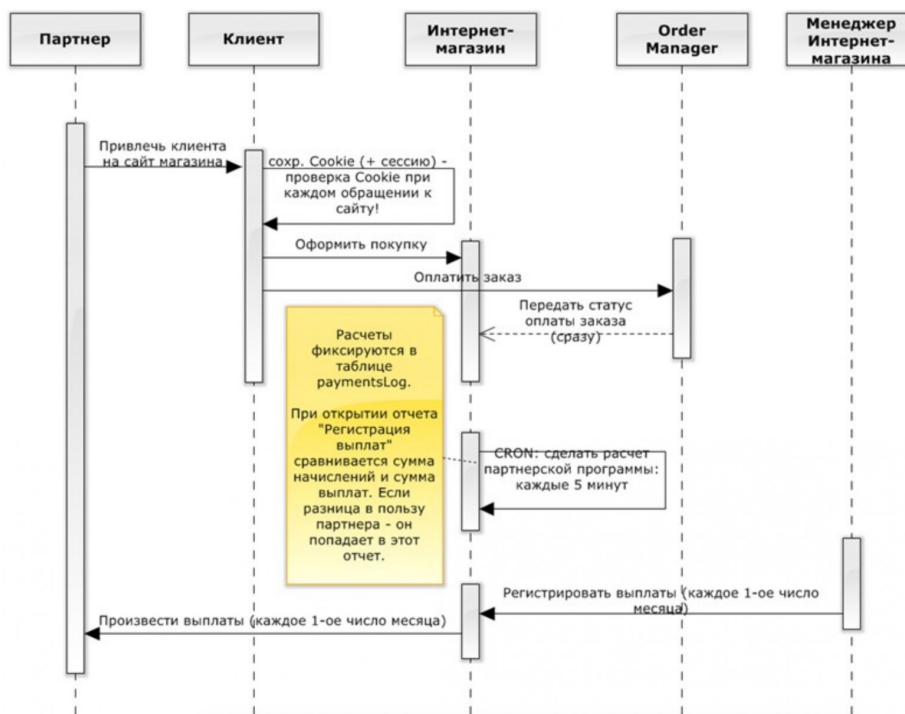 Партнер
Клиент
Интернет-
магазин
Order
Manager
Менеджер
Интернет-
магазина
Привлечь клиента
на сайт магазина
сохр. Cookie (+ сессию) -
проверка Cookie при
каждом обращении к
сайту!
Оформить покупку
Оплатить заказ
Передать статус
оплаты заказа
(сразу)
Расчеты
фиксируются в
таблице
paymentsLog.
При открытии отчета
"Регистрация
выплат"
сравнивается сумма
начислений и сумма
выплат. Если
разница в пользу
партнера - он
попадает в этот
отчет.
CRON: сделать расчет
партнерской программы:
каждые 5 минут
Регистрировать выплаты (каждое 1-ое число
месяца)
Произвести выплаты (каждое 1-ое число месяца)